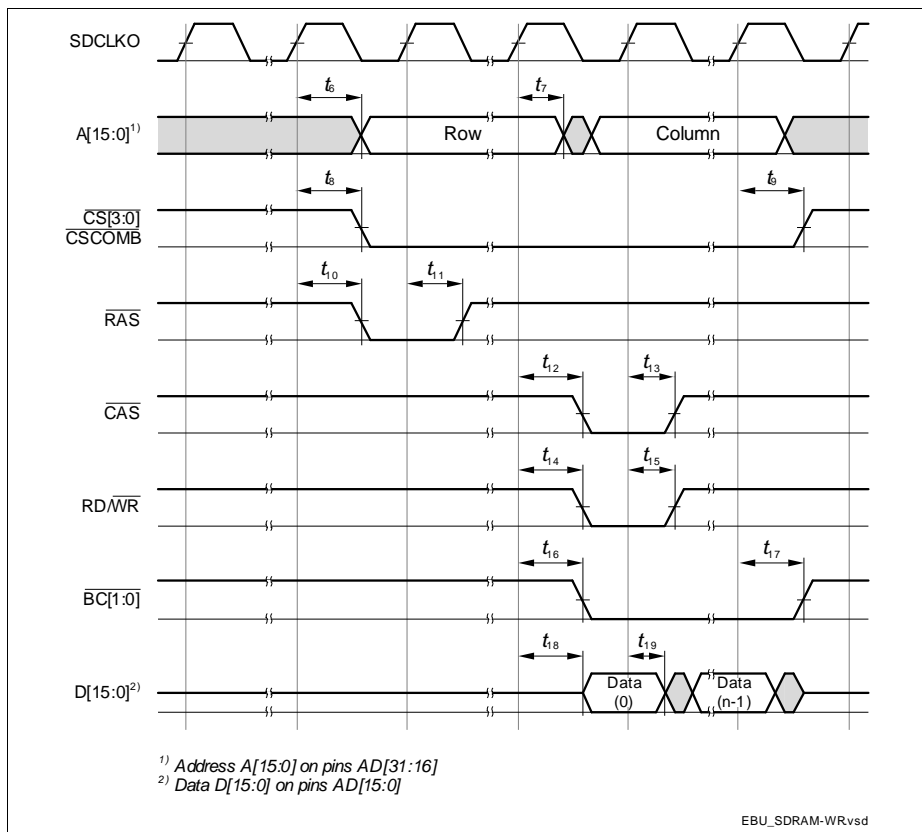 SDCLKO
t6 t7
A[15:0]1) Row Column
t8 t9
CS[3:0]
CSCOMB
t10 t11
RAS
t12 t13
CAS
t14 t15
RD/WR
t16 t17
BC[1:0]
t18 t19
D[15:0]2) Data (0) Data (n-1)
1) Address A[15:0] on pins AD[31:16]
2) Data D[15:0] on pins AD[15:0]
EBU_SDRAM-WR.vsd